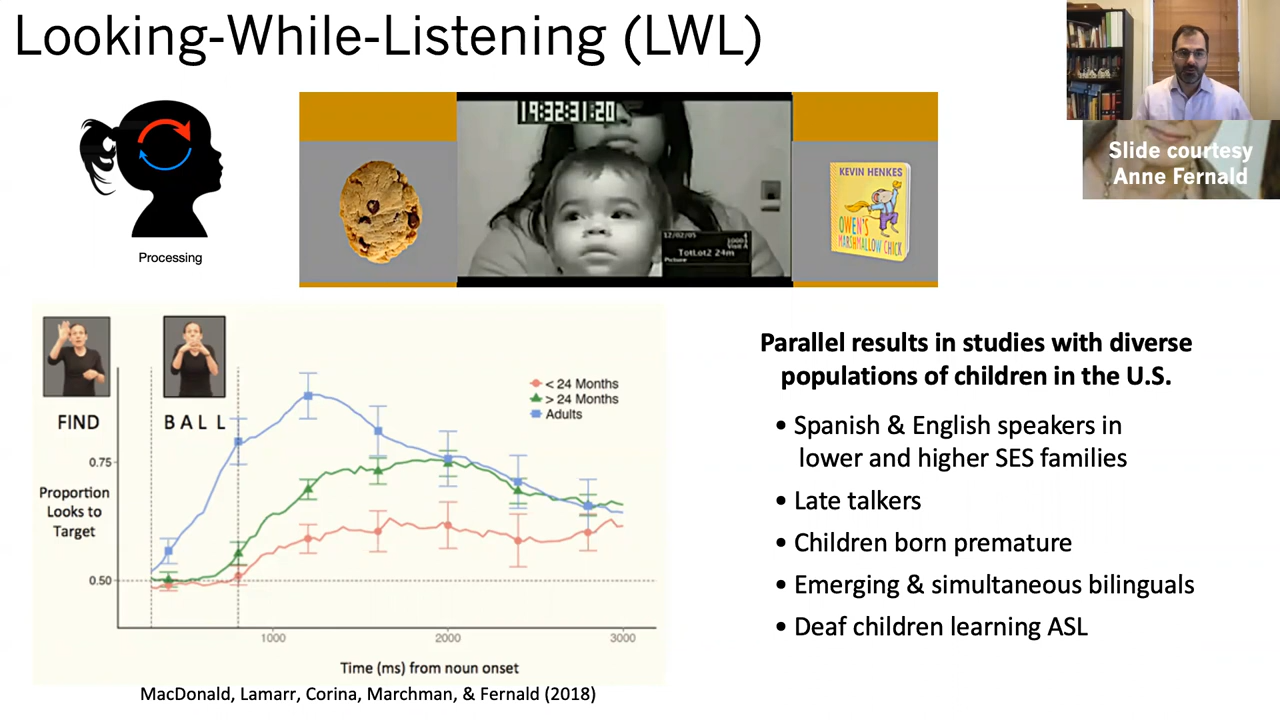 Looking-While-Listening (LWL)
Slide courtesy
Anne Fernald
Processing
19:32:31:20
12/02/05
TotLot2 24m
Picture
KEVIN HENKES
OWEN'S
MARSHMALLOW CHICK
FIND
BALL
< 24 Months
> 24 Months
Adults
0.75
Proportion
Looks to
Target
0.50
1000
2000
3000
Time (ms) from noun onset
MacDonald, Lamarr, Corina, Marchman, & Fernald (2018)
Parallel results in studies with diverse
populations of children in the U.S.
• Spanish & English speakers in
lower and higher SES families
• Late talkers
• Children born premature
• Emerging & simultaneous bilinguals
• Deaf children learning ASL